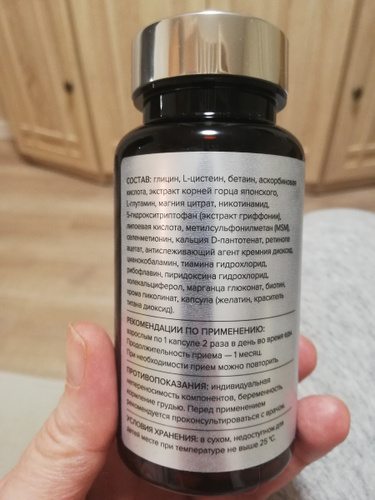 СОСТАВ: глицин, L-цистеин, бетаин, аскорбиновая
кислота, экстракт корней горца японского,
L-глутамин, магния цитрат, никотинамид,
5-гидрокситриптофан (экстракт гриффонии),
липоевая кислота, метилсульфонилметан (MSM),
селенметионин, кальция D-пантотенат, ретинола
ацетат, антислеживающий агент кремния диоксид,
цианокобаламин, тиамина гидрохлорид,
рибофлавин, пиридоксина гидрохлорид,
холекальциферол, марганца глюконат, биотин,
хрома пиколинат, капсула (желатин, краситель
титана диоксид).
РЕКОМЕНДАЦИИ ПО ПРИМЕНЕНИЮ:
взрослым по 1 капсуле 2 раза в день во время еды.
Продолжительность приема — 1 месяц.
При необходимости прием можно повторить.
ПРОТИВОПОКАЗАНИЯ: индивидуальная
непереносимость компонентов, беременность,
кормление грудью. Перед применением
рекомендуется проконсультироваться с врачом.
УСЛОВИЯ ХРАНЕНИЯ: в сухом, недоступном для
детей месте при температуре не выше 25 °С.